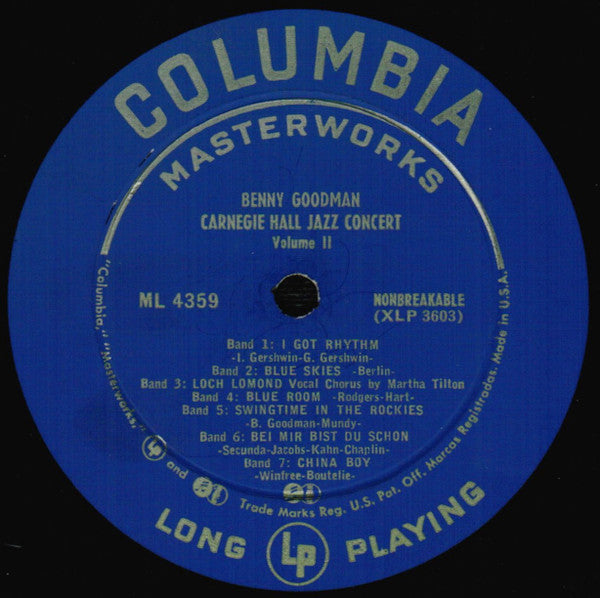 COLUMBIA
MASTERWORKS
BENNY GOODMAN
CARNEGIE HALL JAZZ CONCERT
Volume II
ML 4359
NONBREAKABLE
(XLP 3603)
Band 1: I GOT RHYTHM
-I. Gershwin-G. Gershwin-
Band 2: BLUE SKIES -Berlin-
Band 3: LOCH LOMOND Vocal Chorus by Martha Tilton
Band 4: BLUE ROOM -Rodgers-Hart-
Band 5: SWINGTIME IN THE ROCKIES
-B. Goodman-Mundy-
Band 6: BEI MIR BIST DU SCHON
-Secunda-Jacobs-Kahn-Chaplin-
Band 7: CHINA BOY
-Winfree-Boutelie-
"Columbia," "Masterworks," LP and Trade Marks Reg. U.S. Pat. Off. Marcas Registradas. Made in U.S.A.
LONG LP PLAYING